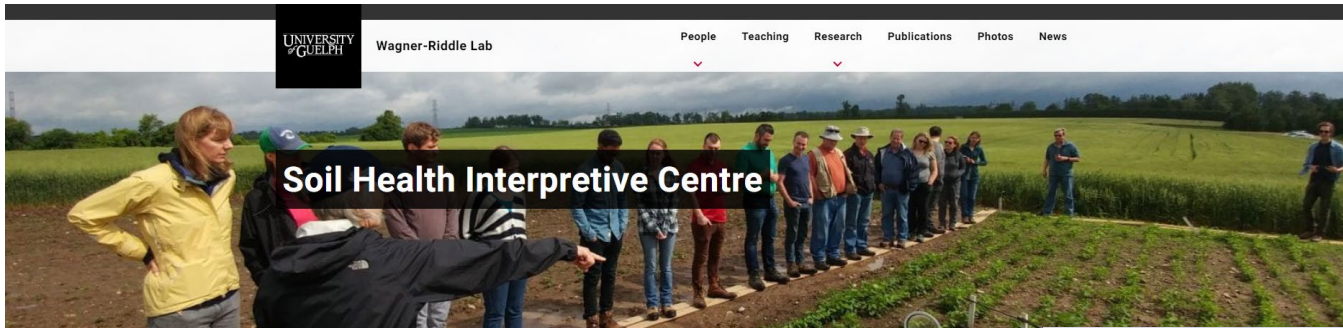 UNIVERSITY
of GUELPH
Wagner-Riddle Lab
People
Teaching
Research
Publications
Photos
News
Soil Health Interpretive Centre